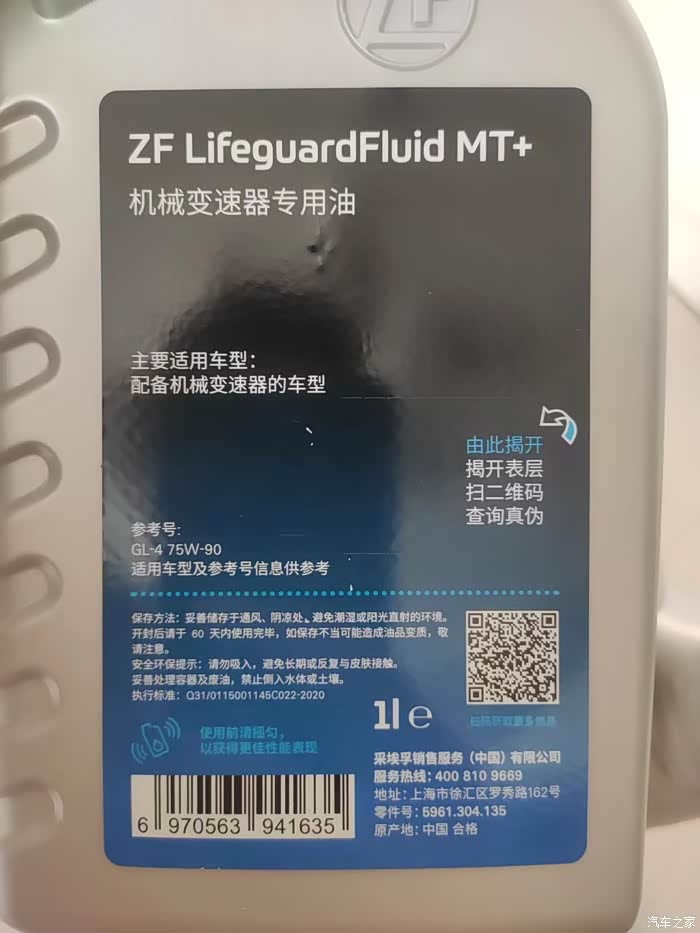 ZF
ZF LifeguardFluid MT+
机械变速器专用油
主要适用车型：
配备机械变速器的车型
由此揭开
揭开表层
扫二维码
查询真伪
参考号:
GL-4 75W-90
适用车型及参考号信息供参考
保存方法：妥善储存于通风、阴凉处、避免潮湿或阳光直射的环境。
开封后请于 60 天内使用完毕，如保存不当可能造成油品变质，敬
请注意。
安全环保提示：请勿吸入，避免长期或反复与皮肤接触。
妥善处理容器及废油，禁止倒入水体或土壤。
执行标准：Q31/0115001145C022-2020
扫码获取更多信息
1l e
使用前请摇匀，
以获得更佳性能表现
采埃孚销售服务（中国）有限公司
服务热线：400 810 9669
地址：上海市徐汇区罗秀路162号
零件号：5961.304.135
原产地：中国 合格
6 970563 941635
汽车之家